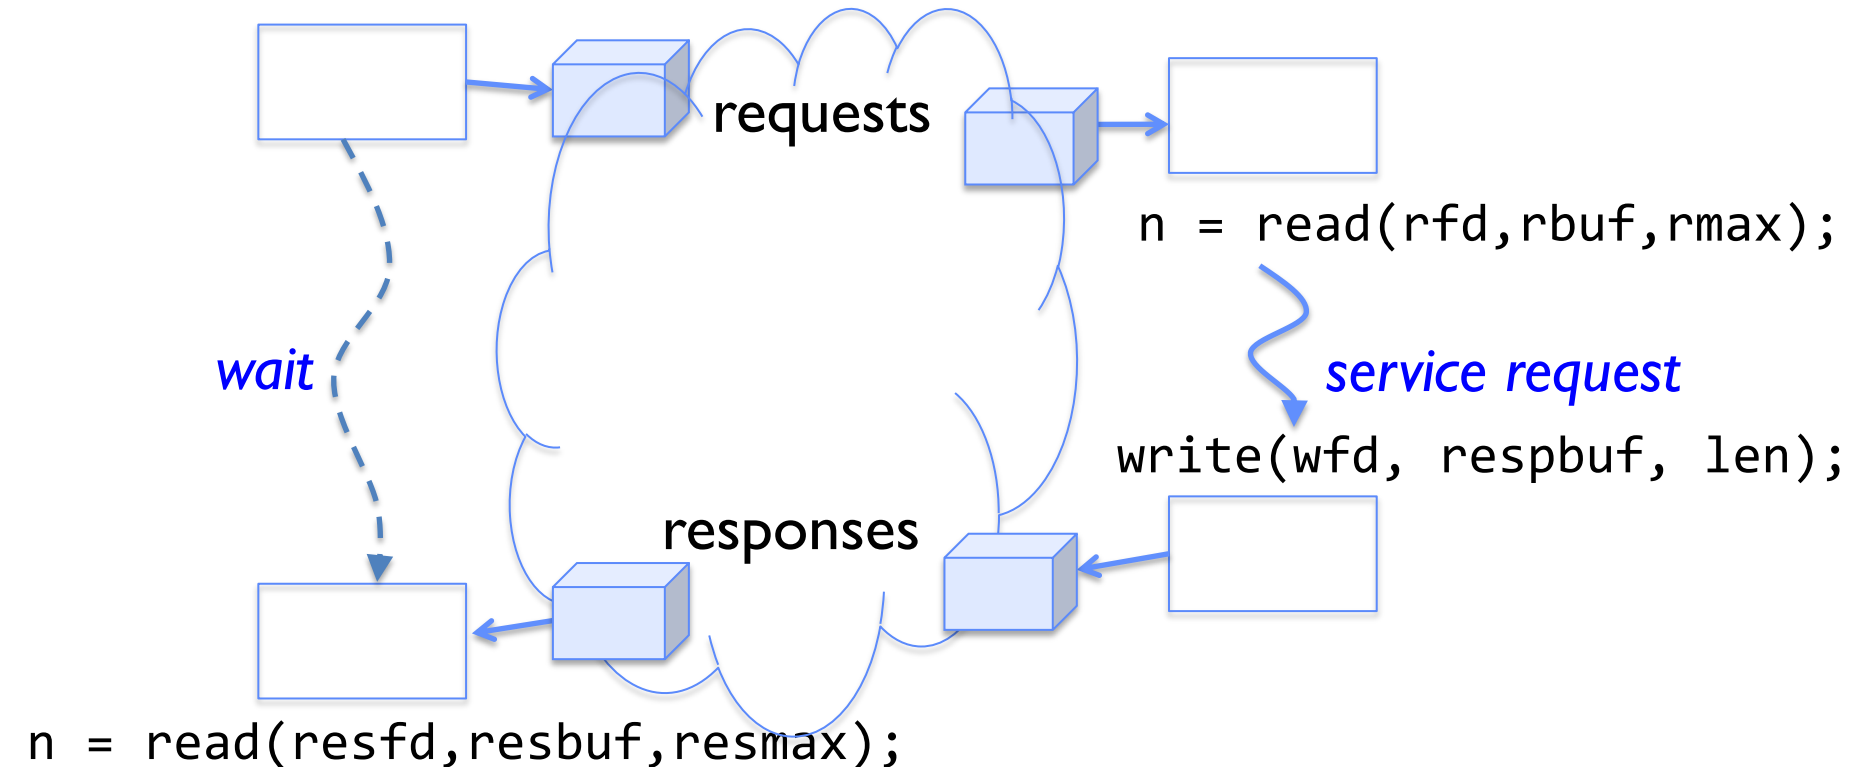 requests
n = read(rfd,rbuf,rmax);
wait
service request
write(wfd, respbuf, len);
responses
n = read(resfd,resbuf,resmax);